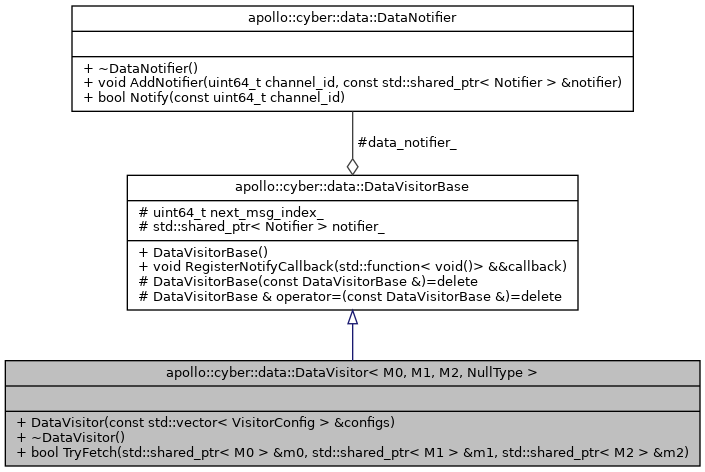 apollo::cyber::data::DataNotifier
+ ~DataNotifier()
+ void AddNotifier(uint64_t channel_id, const std::shared_ptr< Notifier > &notifier)
+ bool Notify(const uint64_t channel_id)
#data_notifier_
apollo::cyber::data::DataVisitorBase
# uint64_t next_msg_index_
# std::shared_ptr< Notifier > notifier_
+ DataVisitorBase()
+ void RegisterNotifyCallback(std::function< void()> &&callback)
# DataVisitorBase(const DataVisitorBase &)=delete
# DataVisitorBase & operator=(const DataVisitorBase &)=delete
apollo::cyber::data::DataVisitor< M0, M1, M2, NullType >
+ DataVisitor(const std::vector< VisitorConfig > &configs)
+ ~DataVisitor()
+ bool TryFetch(std::shared_ptr< M0 > &m0, std::shared_ptr< M1 > &m1, std::shared_ptr< M2 > &m2)